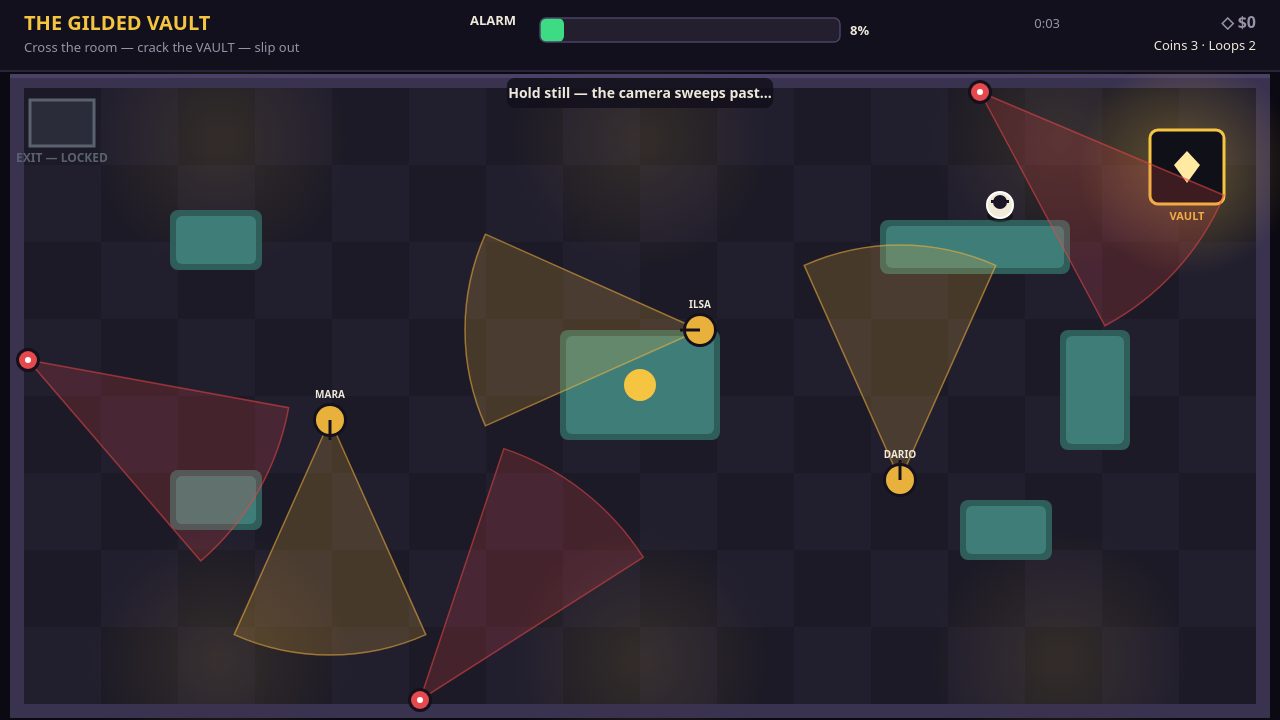 THE GILDED VAULT
Cross the room — crack the VAULT — slip out
ALARM
8%
0:03
◇ $0
Coins 3 · Loops 2
Hold still — the camera sweeps past...
EXIT — LOCKED
VAULT
ILSA
MARA
DARIO